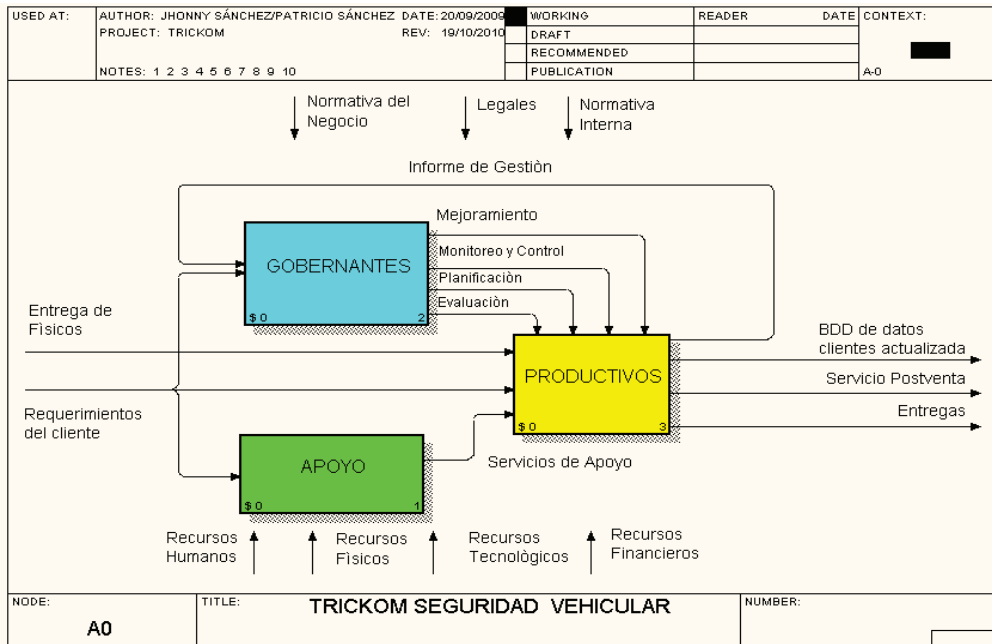 USED AT:
AUTHOR: JHONNY SÁNCHEZ/PATRICIO SÁNCHEZ DATE: 20/09/2009
PROJECT: TRICKOM REV: 19/10/2010
NOTES: 1 2 3 4 5 6 7 8 9 10
WORKING
DRAFT
RECOMMENDED
PUBLICATION
READER DATE
CONTEXT:
A-0
Normativa del
Negocio
Legales
Normativa
Interna
Informe de Gestiòn
Mejoramiento
GOBERNANTES
$ 0 2
Monitoreo y Control
Planificaciòn
Evaluaciòn
Entrega de
Fìsicos
BDD de datos
clientes actualizada
PRODUCTIVOS
$ 0 3
Servicio Postventa
Entregas
Requerimientos
del cliente
APOYO
$ 0 1
Servicios de Apoyo
Recursos
Humanos
Recursos
Fìsicos
Recursos
Tecnològicos
Recursos
Financieros
NODE:
A0
TITLE:
TRICKOM SEGURIDAD VEHICULAR
NUMBER: